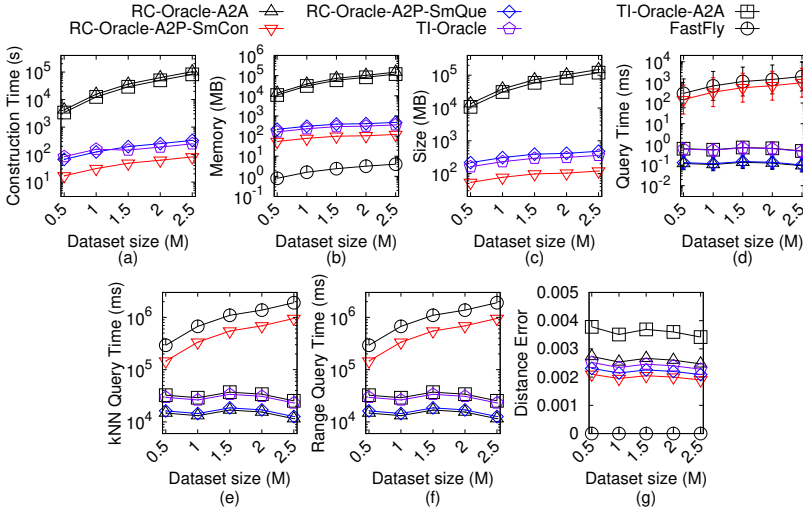 RC-Oracle-A2A RC-Oracle-A2P-SmQue TI-Oracle-A2A
RC-Oracle-A2P-SmCon TI-Oracle FastFly
Construction Time (s)
10^5
10^4
10^3
10^2
10^1
0.5 1 1.5 2 2.5
Dataset size (M)
(a)
Memory (MB)
10^6
10^5
10^4
10^3
10^2
10^1
10^0
10^-1
0.5 1 1.5 2 2.5
Dataset size (M)
(b)
Size (MB)
10^5
10^4
10^3
10^2
0.5 1 1.5 2 2.5
Dataset size (M)
(c)
Query Time (ms)
10^4
10^3
10^2
10^1
10^0
10^-1
10^-2
0.5 1 1.5 2 2.5
Dataset size (M)
(d)
kNN Query Time (ms)
10^6
10^5
10^4
0.5 1 1.5 2 2.5
Dataset size (M)
(e)
Range Query Time (ms)
10^6
10^5
10^4
0.5 1 1.5 2 2.5
Dataset size (M)
(f)
Distance Error
0.005
0.004
0.003
0.002
0.001
0
0.5 1 1.5 2 2.5
Dataset size (M)
(g)